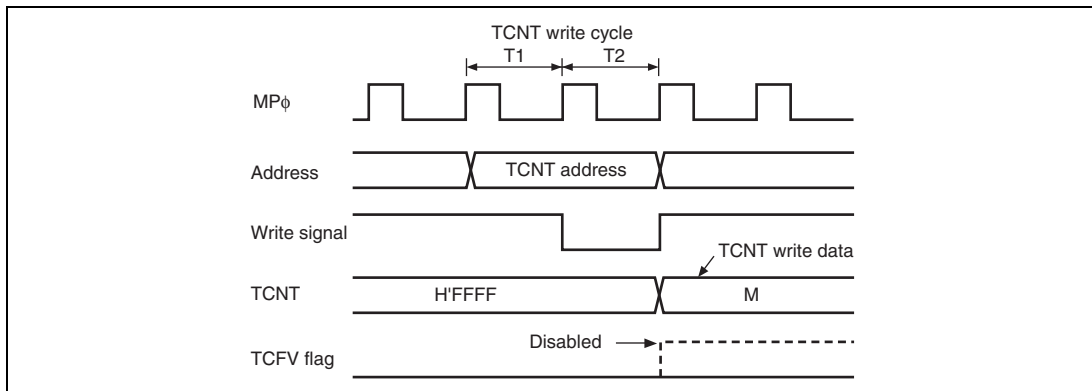 TCNT write cycle
T1 T2
MPϕ
Address TCNT address
Write signal
TCNT write data
TCNT H'FFFF M
Disabled
TCFV flag